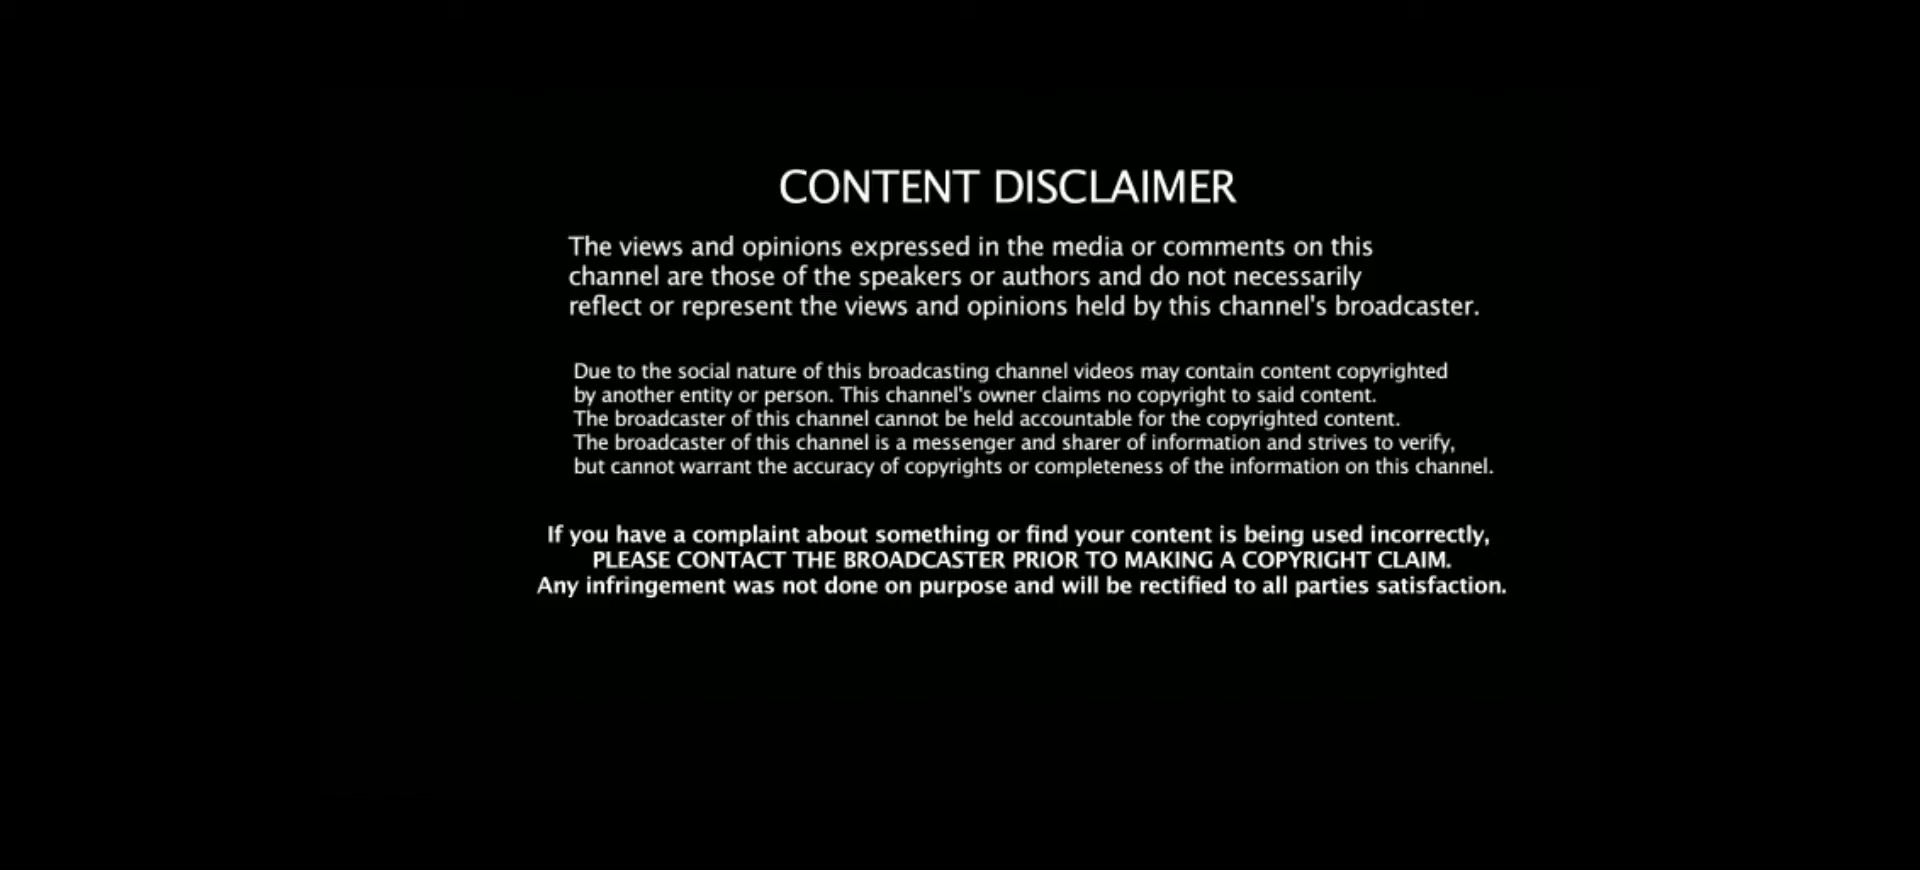 CONTENT DISCLAIMER
The views and opinions expressed in the media or comments on this
channel are those of the speakers or authors and do not necessarily
reflect or represent the views and opinions held by this channel's broadcaster.
Due to the social nature of this broadcasting channel videos may contain content copyrighted
by another entity or person. This channel's owner claims no copyright to said content.
The broadcaster of this channel cannot be held accountable for the copyrighted content.
The broadcaster of this channel is a messenger and sharer of information and strives to verify,
but cannot warrant the accuracy of copyrights or completeness of the information on this channel.
If you have a complaint about something or find your content is being used incorrectly,
PLEASE CONTACT THE BROADCASTER PRIOR TO MAKING A COPYRIGHT CLAIM.
Any infringement was not done on purpose and will be rectified to all parties satisfaction.